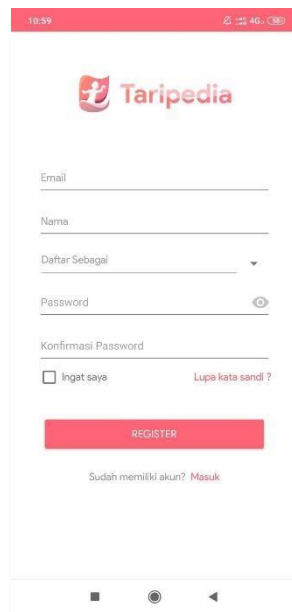 10:59 4G 58
Taripedia
Email
Nama
Daftar Sebagai
Password
Konfirmasi Password
Ingat saya Lupa kata sandi ?
REGISTER
Sudah memiliki akun? Masuk